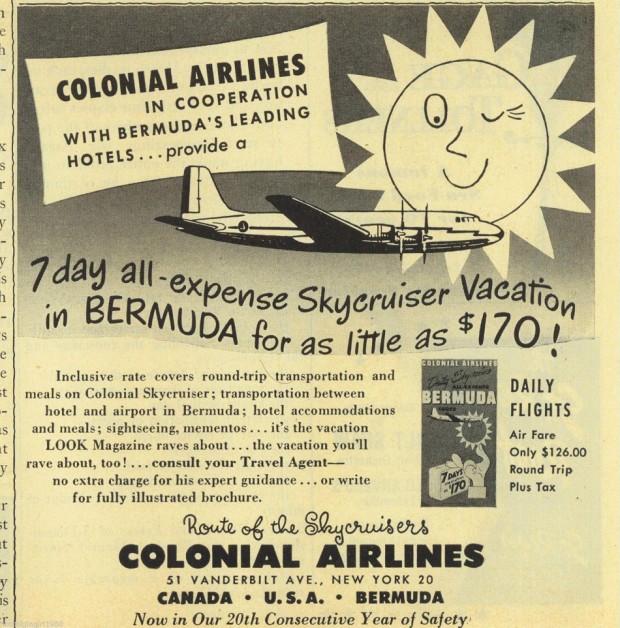 COLONIAL AIRLINES
IN COOPERATION
WITH BERMUDA'S LEADING
HOTELS...provide a
7 day all-expense Skycruiser Vacation
in BERMUDA for as little as $170!
Inclusive rate covers round-trip transportation and
meals on Colonial Skycruiser; transportation between
hotel and airport in Bermuda; hotel accommodations
and meals; sightseeing, mementos...it's the vacation
LOOK Magazine raves about...the vacation you'll
rave about, too!...consult your Travel Agent—
no extra charge for his expert guidance...or write
for fully illustrated brochure.
COLONIAL AIRLINES
ALL-EXPENSE
BERMUDA
7 DAYS
$170
DAILY
FLIGHTS
Air Fare
Only $126.00
Round Trip
Plus Tax
Route of the Skycruisers
COLONIAL AIRLINES
51 VANDERBILT AVE., NEW YORK 20
CANADA • U.S.A. • BERMUDA
Now in Our 20th Consecutive Year of Safety